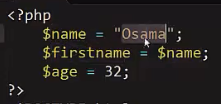 <?php
$name = "Osama";
$firstname = $name;
$age = 32;
?>